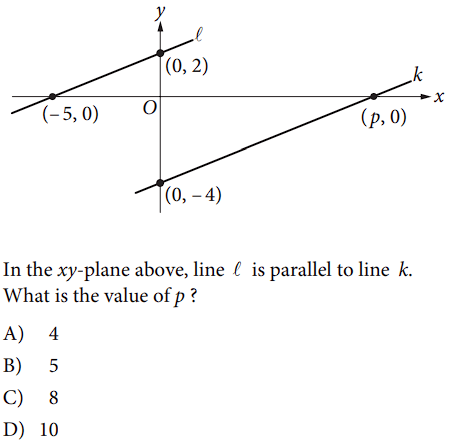 y
ℓ
(0, 2)
k
x
(–5, 0)
O
(p, 0)
(0, –4)
In the xy-plane above, line ℓ is parallel to line k.
What is the value of p ?
A) 4
B) 5
C) 8
D) 10